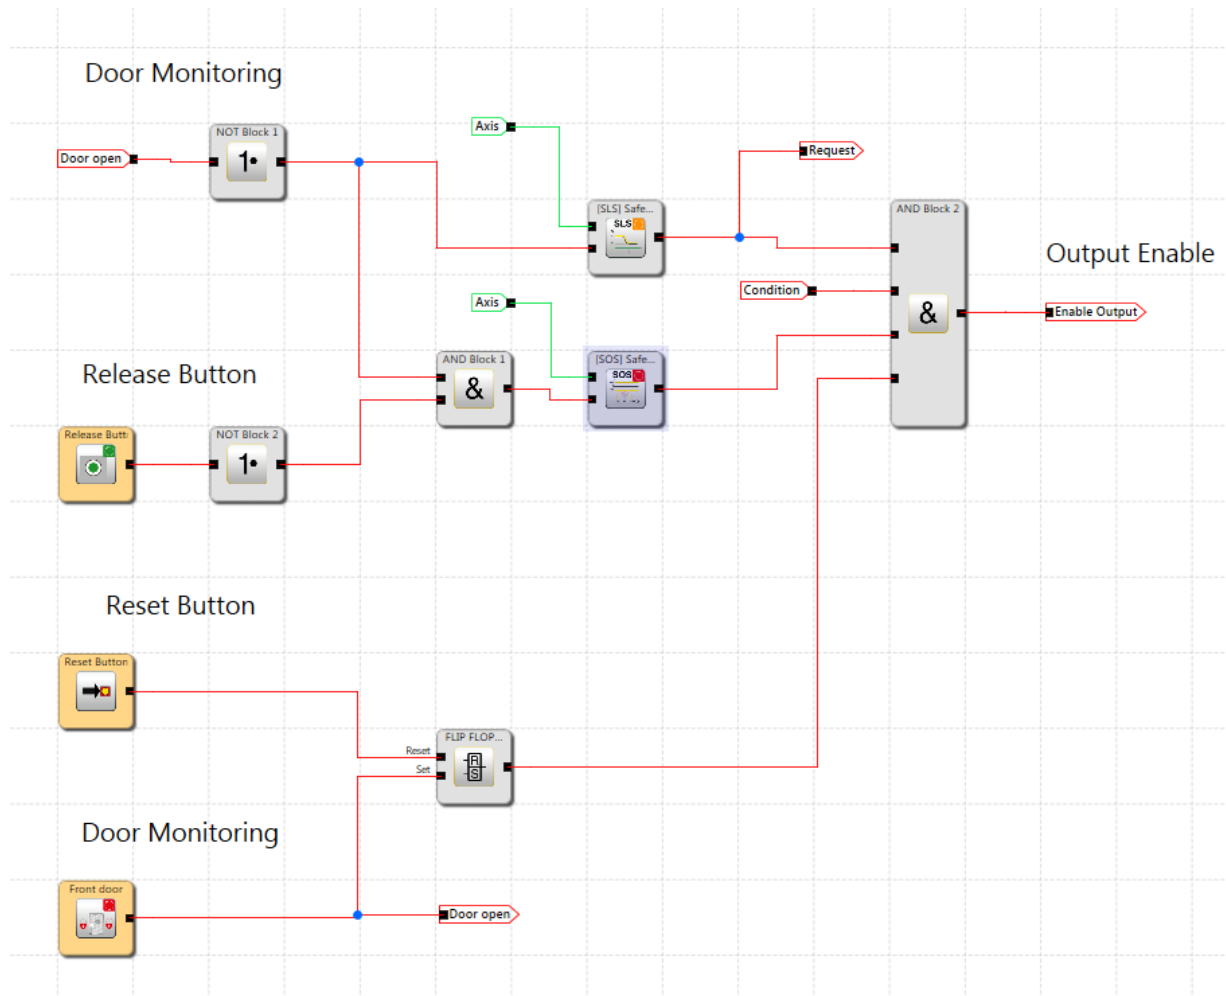 Door Monitoring
NOT Block 1
Door open
1
Axis
Request
[SLS] Safe...
SLS
AND Block 2
Output Enable
Condition
Axis
&
Enable Output
AND Block 1
[SOS] Safe...
SOS
&
Release Button
Release Butt
NOT Block 2
1
Reset Button
Reset Button
FLIP FLOP...
Reset
Set
R
S
Door Monitoring
Front door
Door open